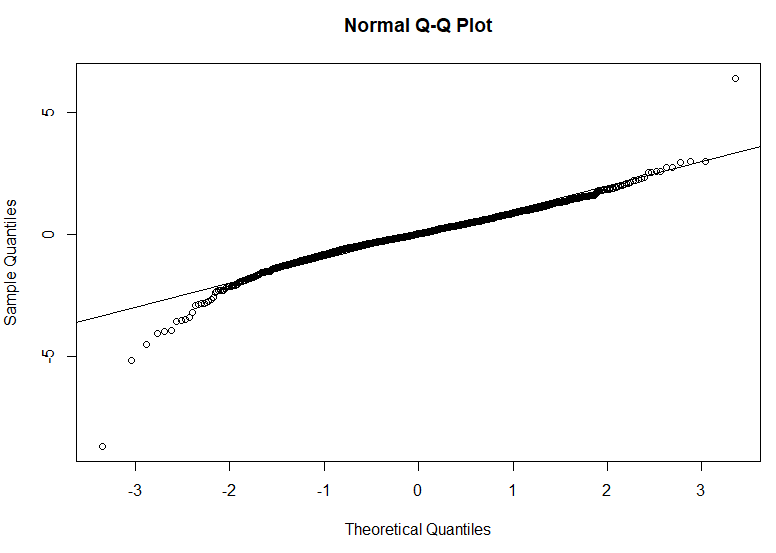 Normal Q-Q Plot
Sample Quantiles
5
0
-5
-3 -2 -1 0 1 2 3
Theoretical Quantiles